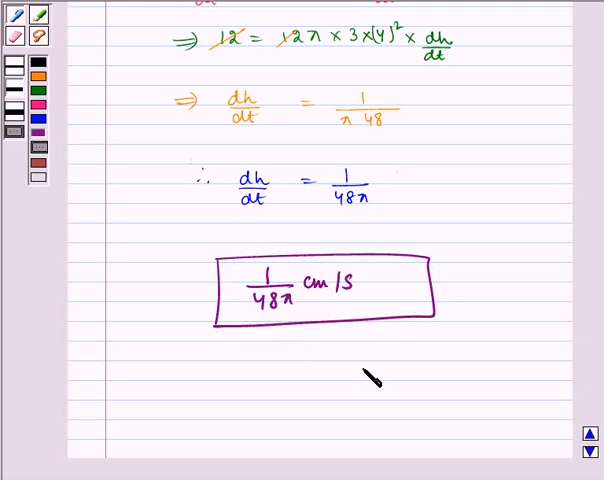 ⇒ 12 = 12π × 3×(4)² × dh/dt
⇒ dh/dt = 1/π 48
∴ dh/dt = 1/48π
1/48π cm/s